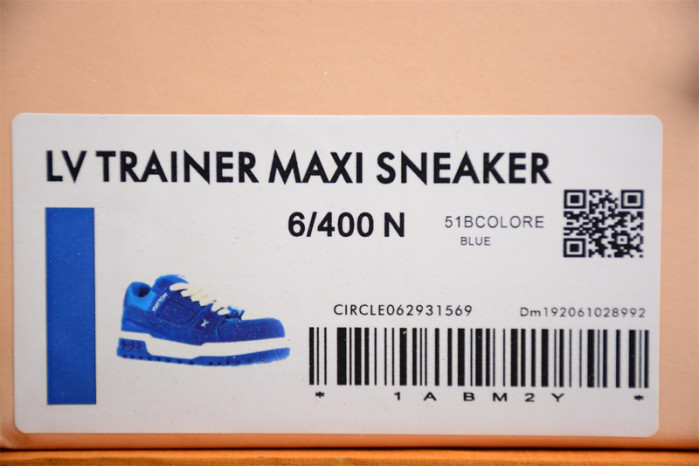 LV TRAINER MAXI SNEAKER
6/400 N 51BCOLORE
BLUE
CIRCLE062931569 Dm192061028992
* 1 A B M 2 Y *